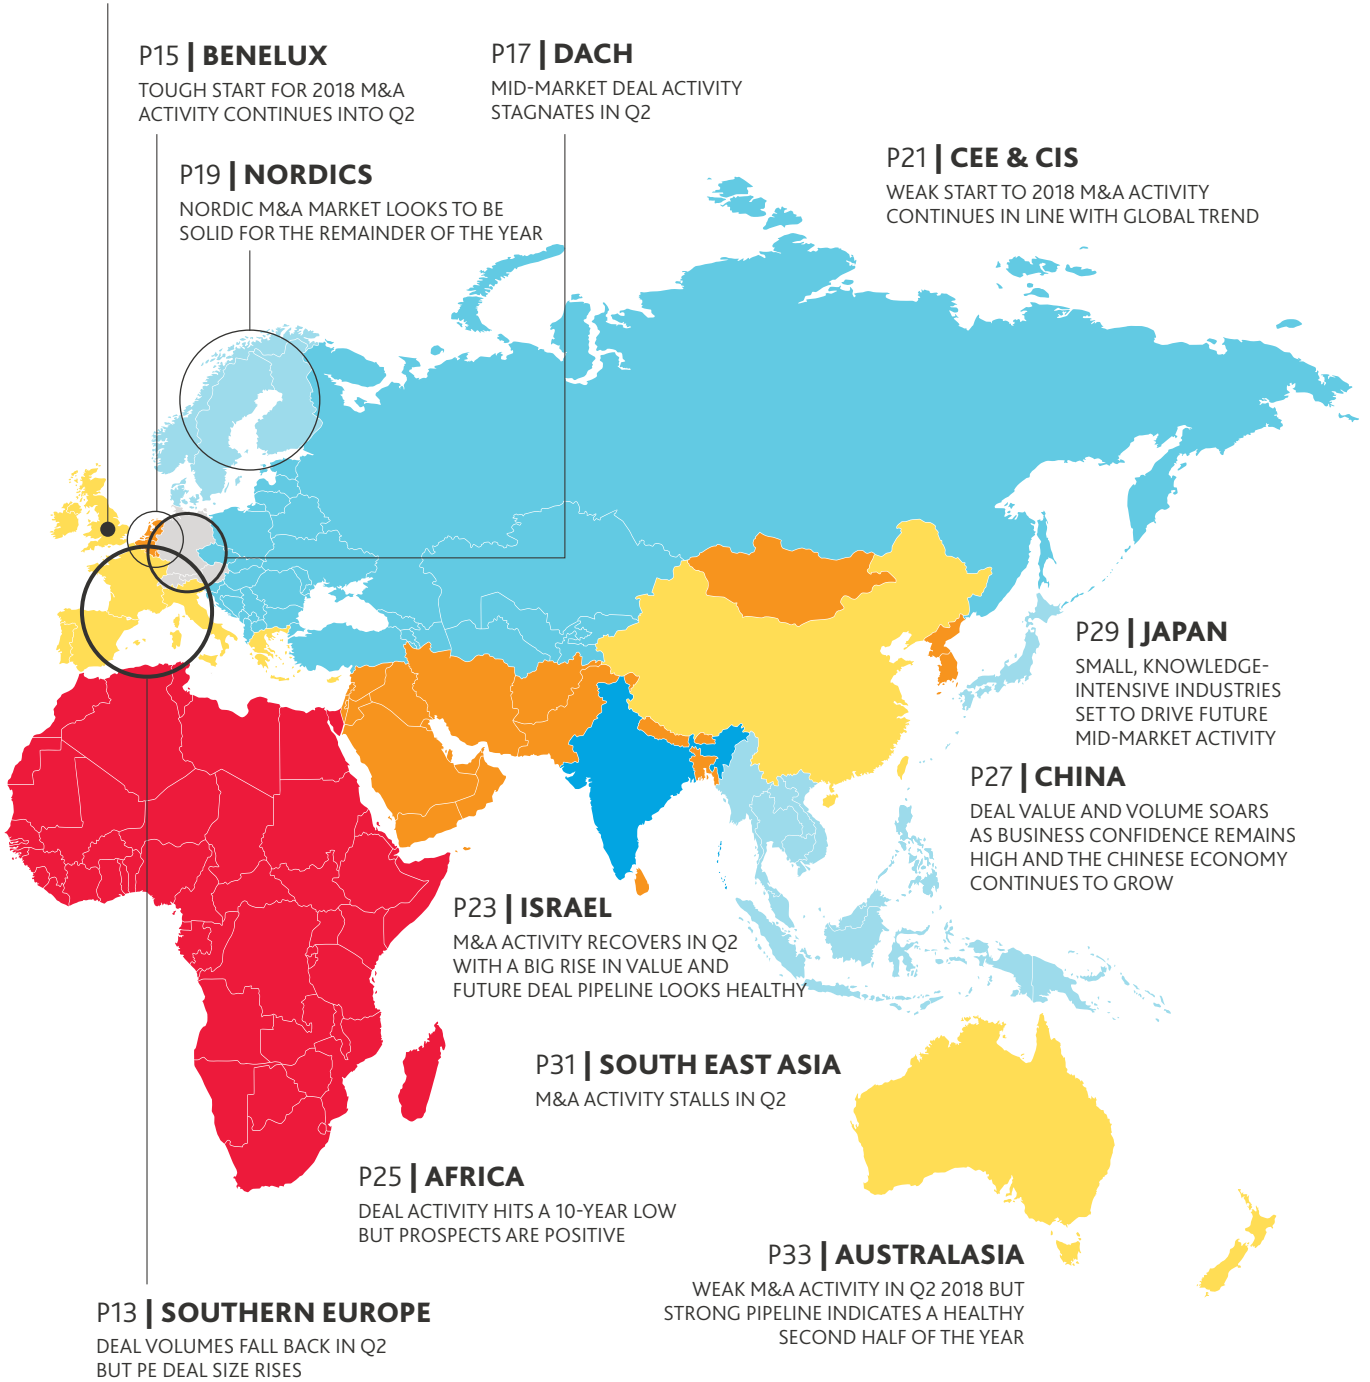 P15 | BENELUX
TOUGH START FOR 2018 M&A
ACTIVITY CONTINUES INTO Q2
P17 | DACH
MID-MARKET DEAL ACTIVITY
STAGNATES IN Q2
P19 | NORDICS
NORDIC M&A MARKET LOOKS TO BE
SOLID FOR THE REMAINDER OF THE YEAR
P21 | CEE & CIS
WEAK START TO 2018 M&A ACTIVITY
CONTINUES IN LINE WITH GLOBAL TREND
P29 | JAPAN
SMALL, KNOWLEDGE-
INTENSIVE INDUSTRIES
SET TO DRIVE FUTURE
MID-MARKET ACTIVITY
P27 | CHINA
DEAL VALUE AND VOLUME SOARS
AS BUSINESS CONFIDENCE REMAINS
HIGH AND THE CHINESE ECONOMY
CONTINUES TO GROW
P23 | ISRAEL
M&A ACTIVITY RECOVERS IN Q2
WITH A BIG RISE IN VALUE AND
FUTURE DEAL PIPELINE LOOKS HEALTHY
P31 | SOUTH EAST ASIA
M&A ACTIVITY STALLS IN Q2
P25 | AFRICA
DEAL ACTIVITY HITS A 10-YEAR LOW
BUT PROSPECTS ARE POSITIVE
P33 | AUSTRALASIA
WEAK M&A ACTIVITY IN Q2 2018 BUT
STRONG PIPELINE INDICATES A HEALTHY
SECOND HALF OF THE YEAR
P13 | SOUTHERN EUROPE
DEAL VOLUMES FALL BACK IN Q2
BUT PE DEAL SIZE RISES